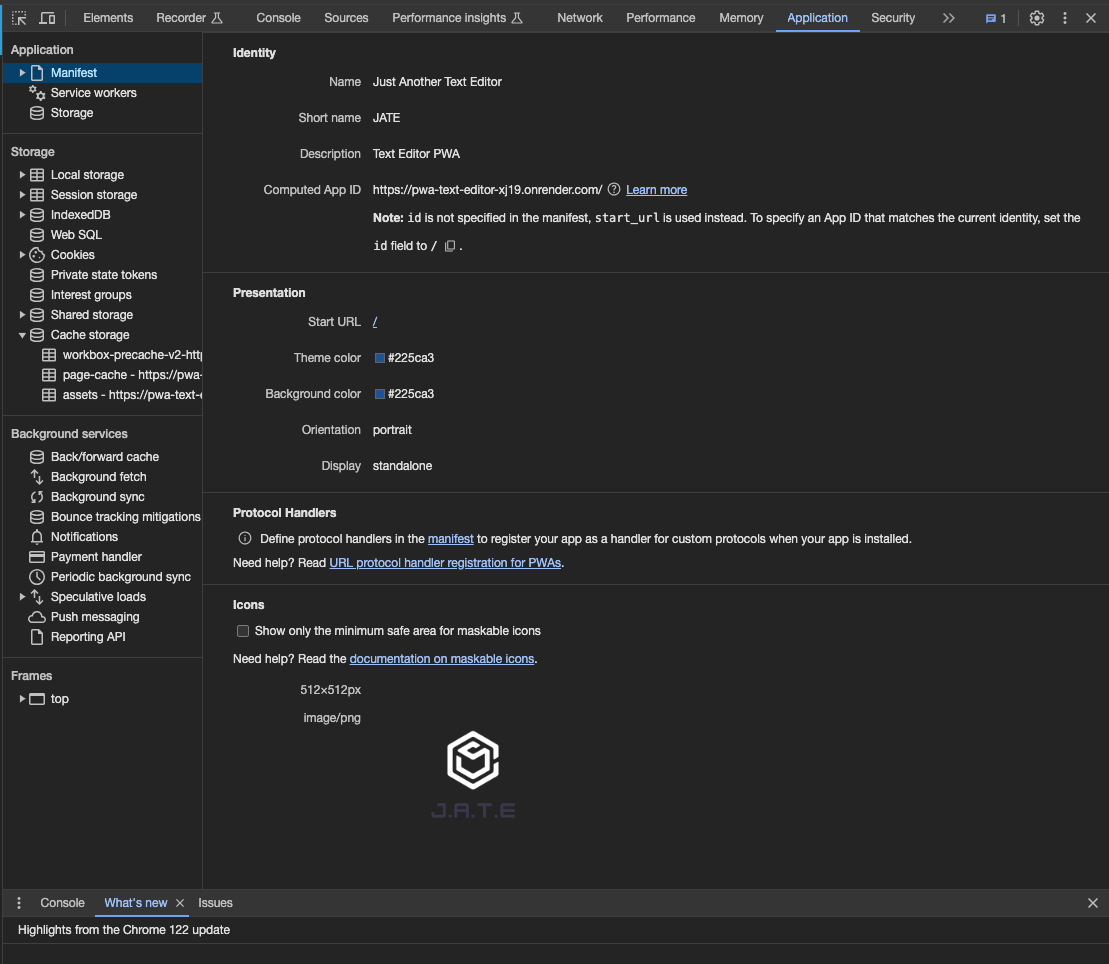 Elements Recorder Console Sources Performance insights Network Performance Memory Application Security 1
Application
Manifest
Service workers
Storage
Storage
Local storage
Session storage
IndexedDB
Web SQL
Cookies
Private state tokens
Interest groups
Shared storage
Cache storage
workbox-precache-v2-http
page-cache - https://pwa-
assets - https://pwa-text-e
Background services
Back/forward cache
Background fetch
Background sync
Bounce tracking mitigations
Notifications
Payment handler
Periodic background sync
Speculative loads
Push messaging
Reporting API
Frames
top
Identity
Name Just Another Text Editor
Short name JATE
Description Text Editor PWA
Computed App ID https://pwa-text-editor-xj19.onrender.com/ Learn more
Note: id is not specified in the manifest, start_url is used instead. To specify an App ID that matches the current identity, set the
id field to / .
Presentation
Start URL /
Theme color #225ca3
Background color #225ca3
Orientation portrait
Display standalone
Protocol Handlers
Define protocol handlers in the manifest to register your app as a handler for custom protocols when your app is installed.
Need help? Read URL protocol handler registration for PWAs.
Icons
Show only the minimum safe area for maskable icons
Need help? Read the documentation on maskable icons.
512×512px
image/png
J.A.T.E
Console What's new Issues
Highlights from the Chrome 122 update